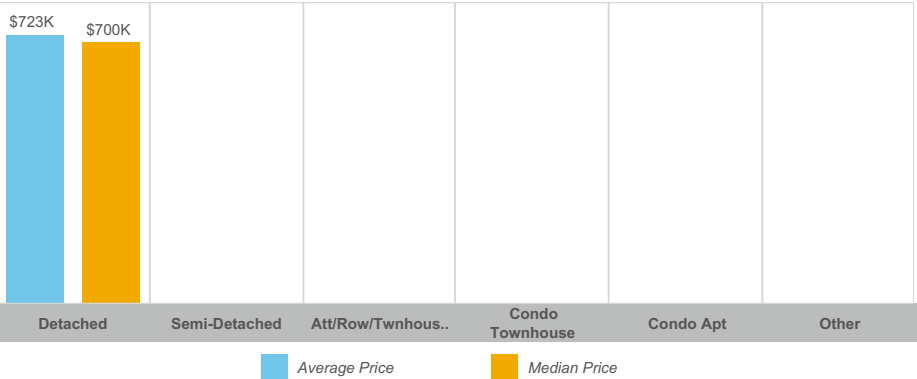 $723K
$700K
Detached
Semi-Detached
Att/Row/Twnhous..
Condo
Townhouse
Condo Apt
Other
Average Price
Median Price